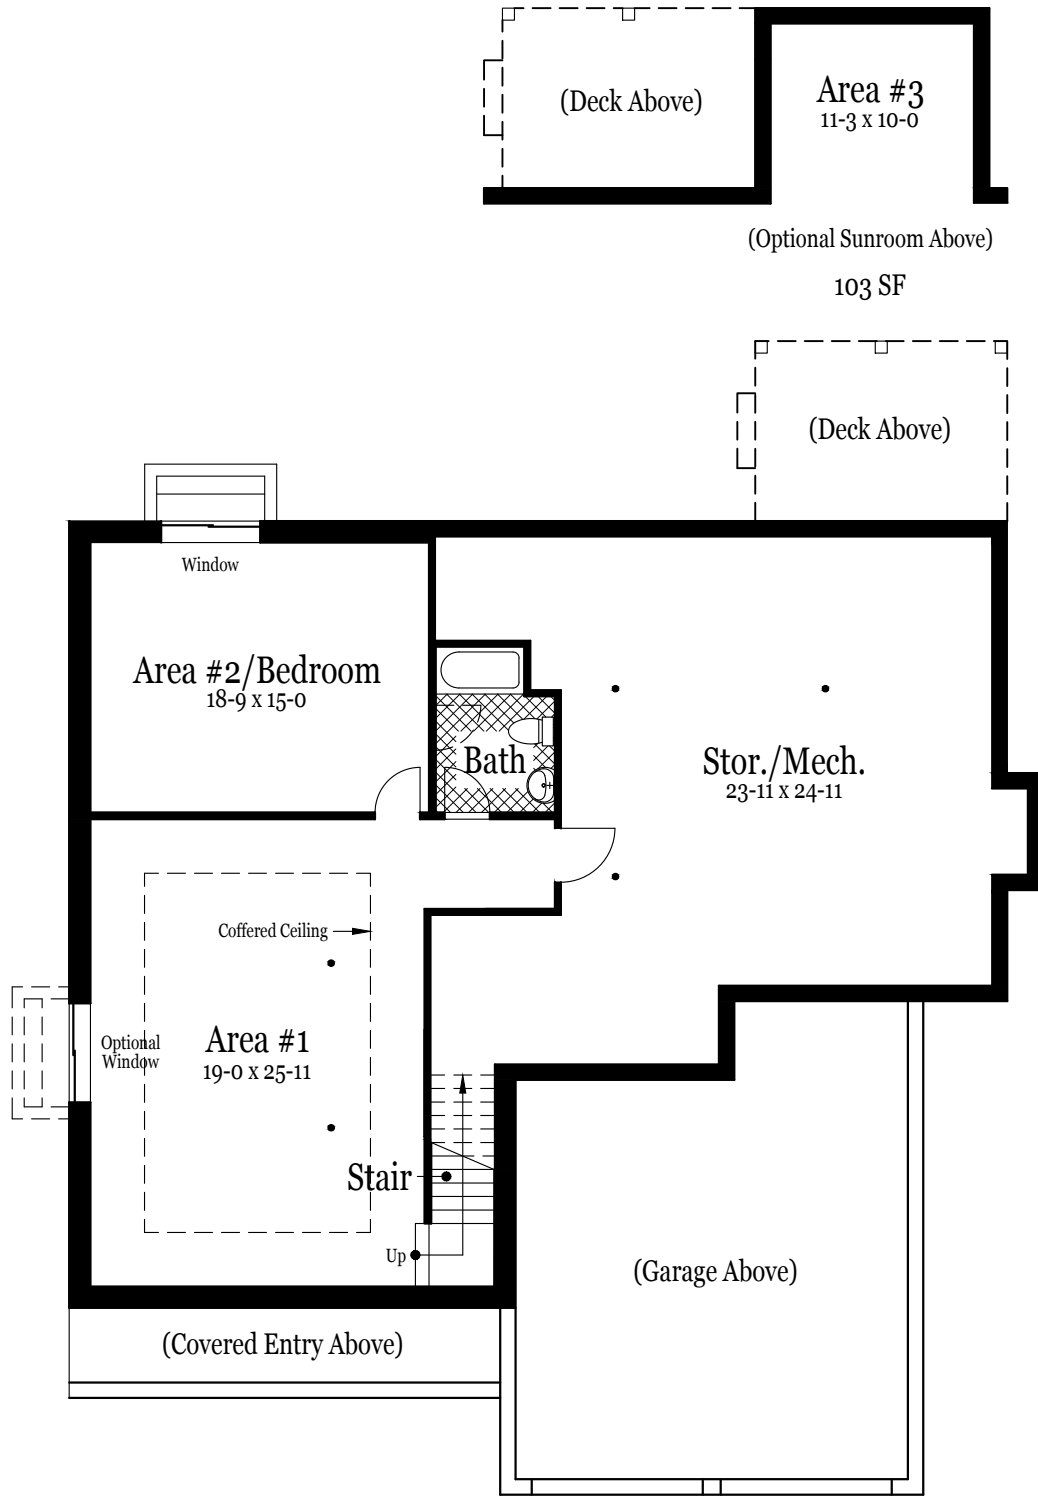 (Deck Above)
Area #3
11-3 x 10-0
(Optional Sunroom Above)
103 SF
(Deck Above)
Window
Area #2/Bedroom
18-9 x 15-0
Bath
Stor./Mech.
23-11 x 24-11
Coffered Ceiling
Optional
Window
Area #1
19-0 x 25-11
Stair
Up
(Garage Above)
(Covered Entry Above)